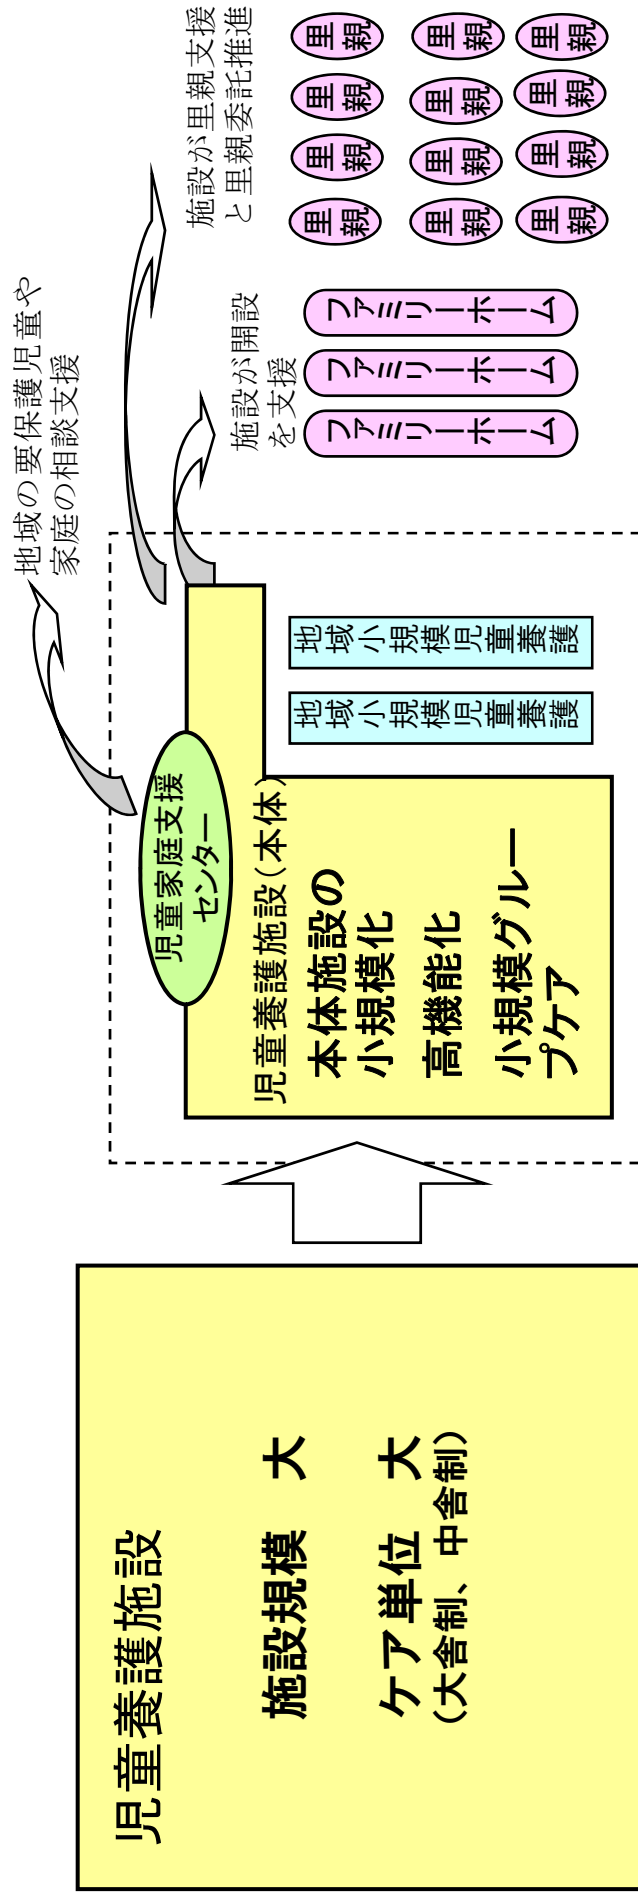 児童養護施設
施設規模　大
ケア単位　大
（大舎制、中舎制）
地域の要保護児童や
家庭の相談支援
児童家庭支援
センター
児童養護施設（本体）
本体施設の
小規模化
高機能化
小規模グルー
プケア
地域小規模児童養護
地域小規模児童養護
施設が開設
を支援
ファミリーホーム
ファミリーホーム
ファミリーホーム
施設が里親支援
と里親委託推進
里親
里親
里親
里親
里親
里親
里親
里親
里親
里親
里親
里親